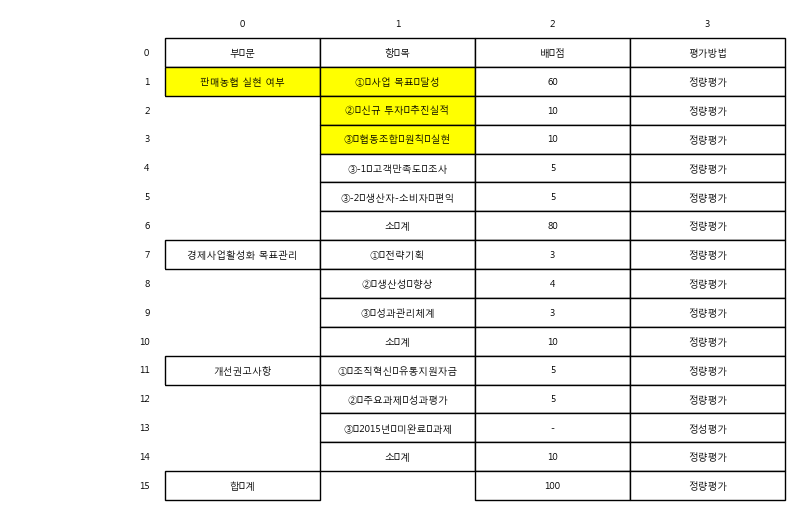 0 1 2 3
0 부□문 항□목 배□점 평가방법
1 판매농협 실현 여부 ①□사업 목표□달성 60 정량평가
2 ②□신규 투자□추진실적 10 정량평가
3 ③□협동조합□원칙□실현 10 정량평가
4 ③-1□고객만족도□조사 5 정량평가
5 ③-2□생산자-소비자□편익 5 정량평가
6 소□계 80 정량평가
7 경제사업활성화 목표관리 ①□전략기획 3 정량평가
8 ②□생산성□향상 4 정량평가
9 ③□성과관리체계 3 정량평가
10 소□계 10 정량평가
11 개선권고사항 ①□조직혁신□유통지원자금 5 정량평가
12 ②□주요과제□성과평가 5 정량평가
13 ③□2015년□미완료□과제 - 정성평가
14 소□계 10 정량평가
15 합□계 100 정량평가